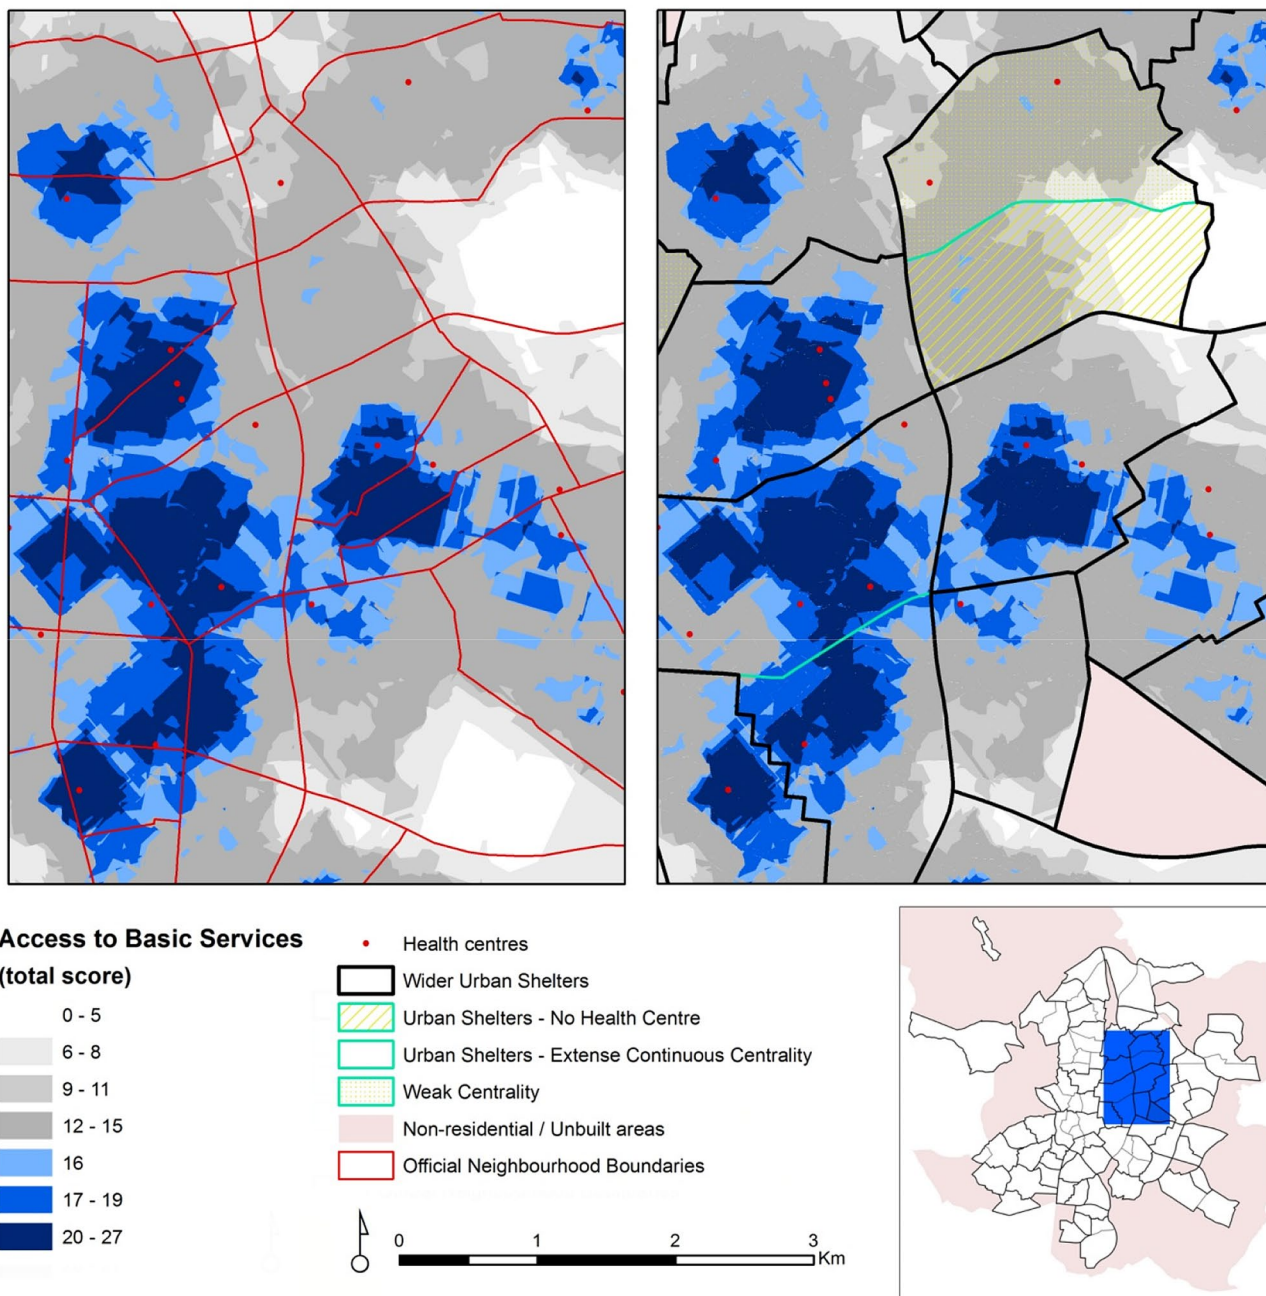 Access to Basic Services
(total score)
0 - 5
6 - 8
9 - 11
12 - 15
16
17 - 19
20 - 27
Health centres
Wider Urban Shelters
Urban Shelters - No Health Centre
Urban Shelters - Extense Continuous Centrality
Weak Centrality
Non-residential / Unbuilt areas
Official Neighbourhood Boundaries
0 1 2 3
Km